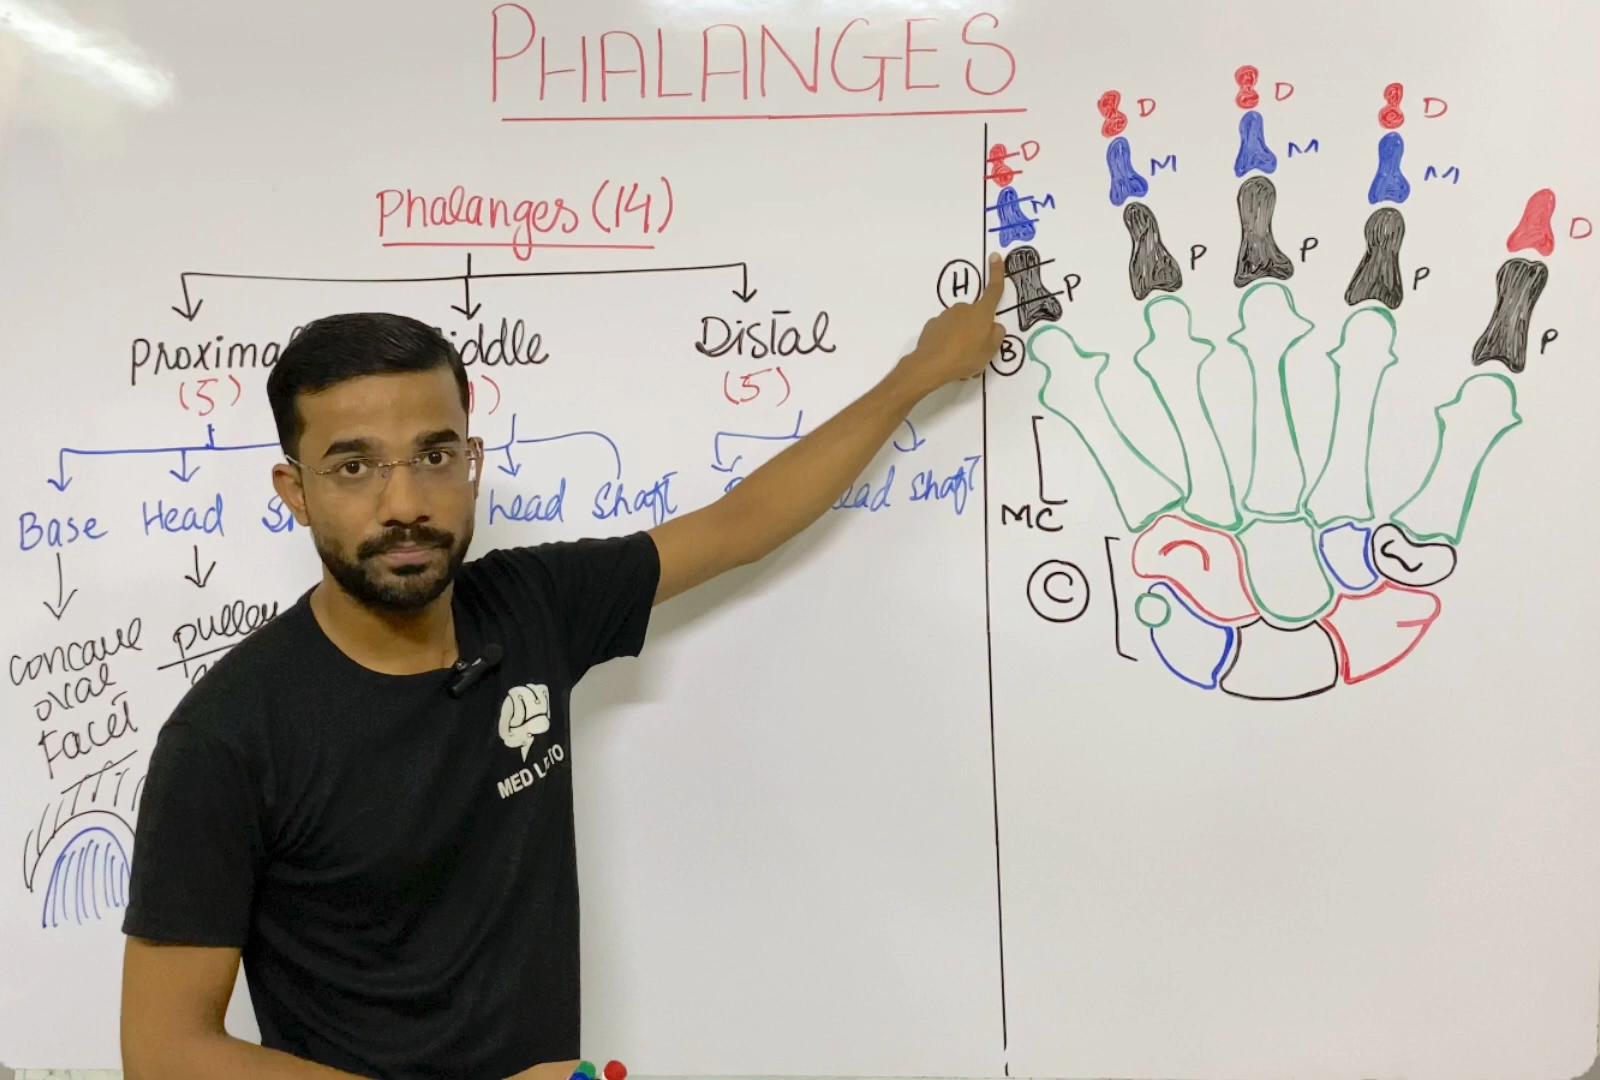 PHALANGES
Phalanges (14)
Proxima
iddle
Distal
(5)
(5)
Base
Head
head
Shaft
ead
Shaft
concave
oval
facet
pulley
MED L
TO
D
D
D
D
D
M
M
M
M
P
P
P
P
P
H
B
MC
C